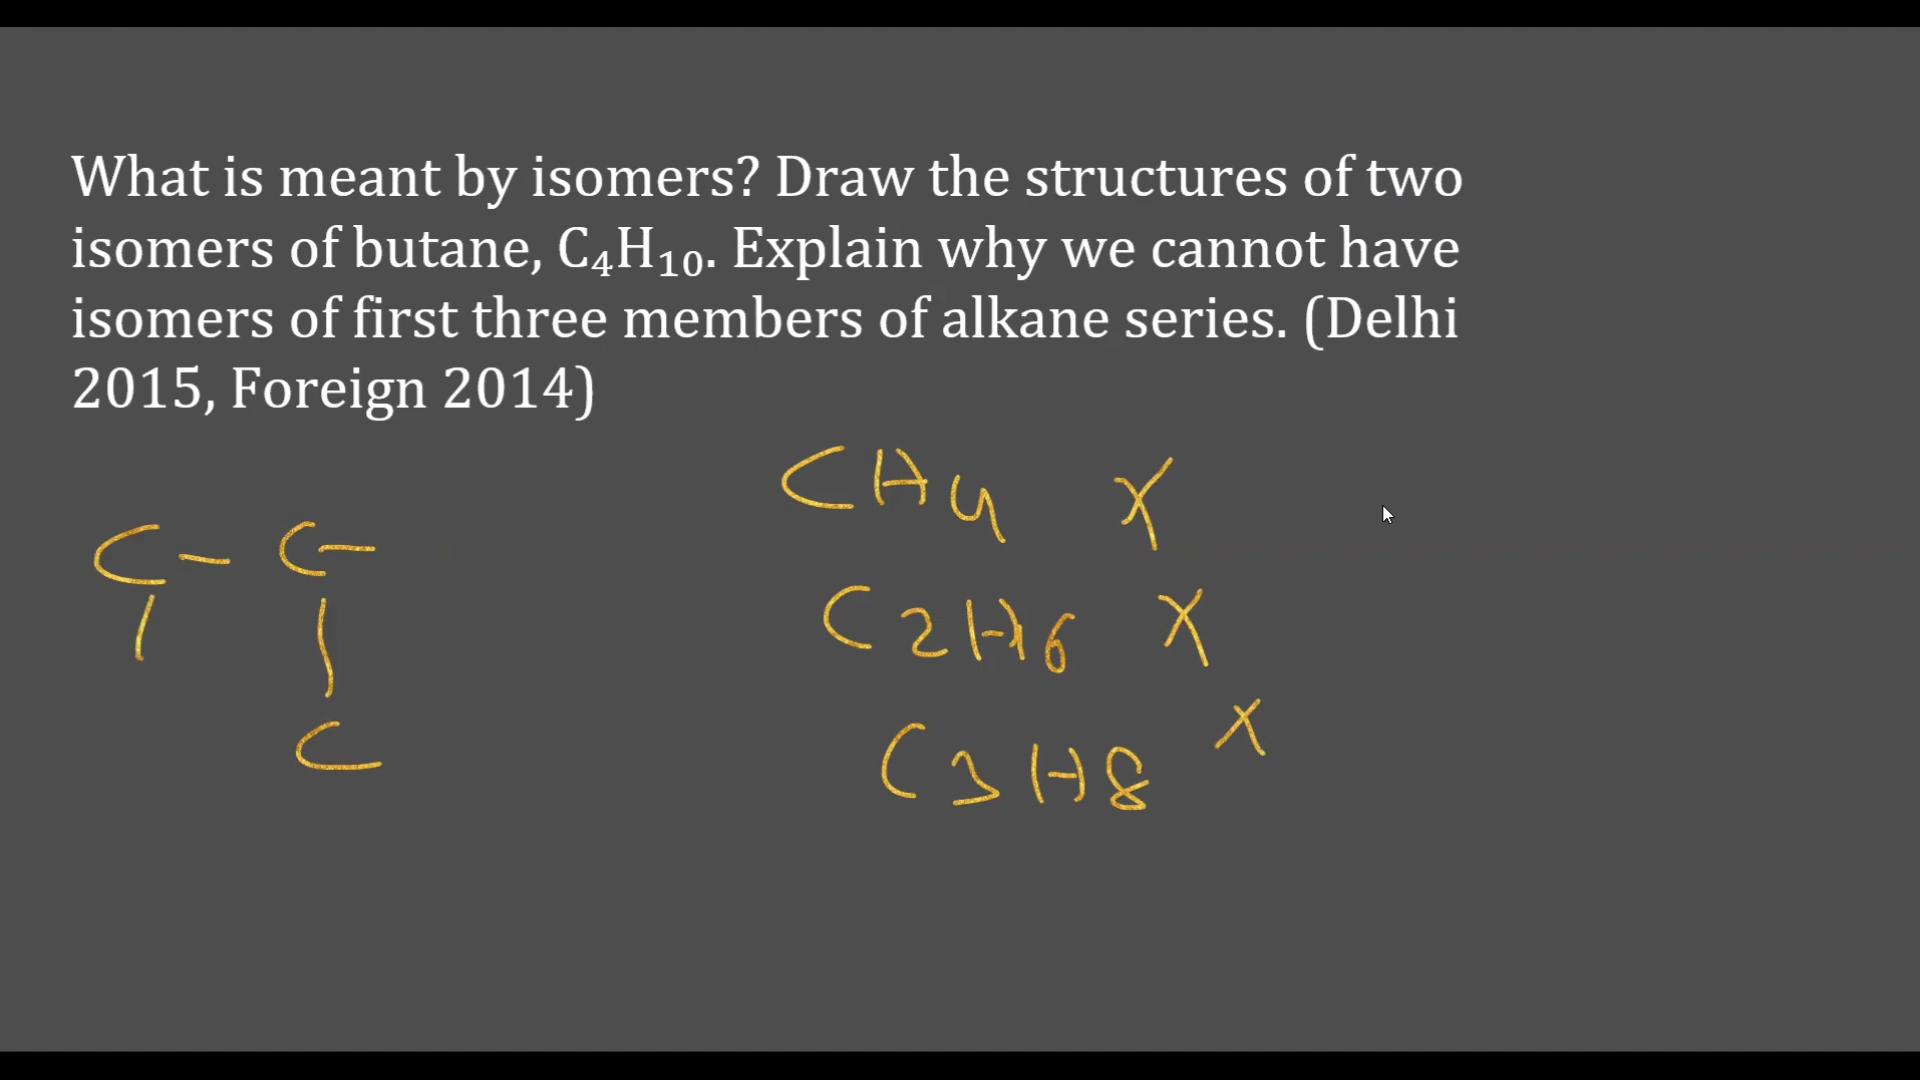 What is meant by isomers? Draw the structures of two
isomers of butane, C₄H₁₀. Explain why we cannot have
isomers of first three members of alkane series. (Delhi
2015, Foreign 2014)
CH4 X
C - C -
C2H6 X
C3H8 X
C